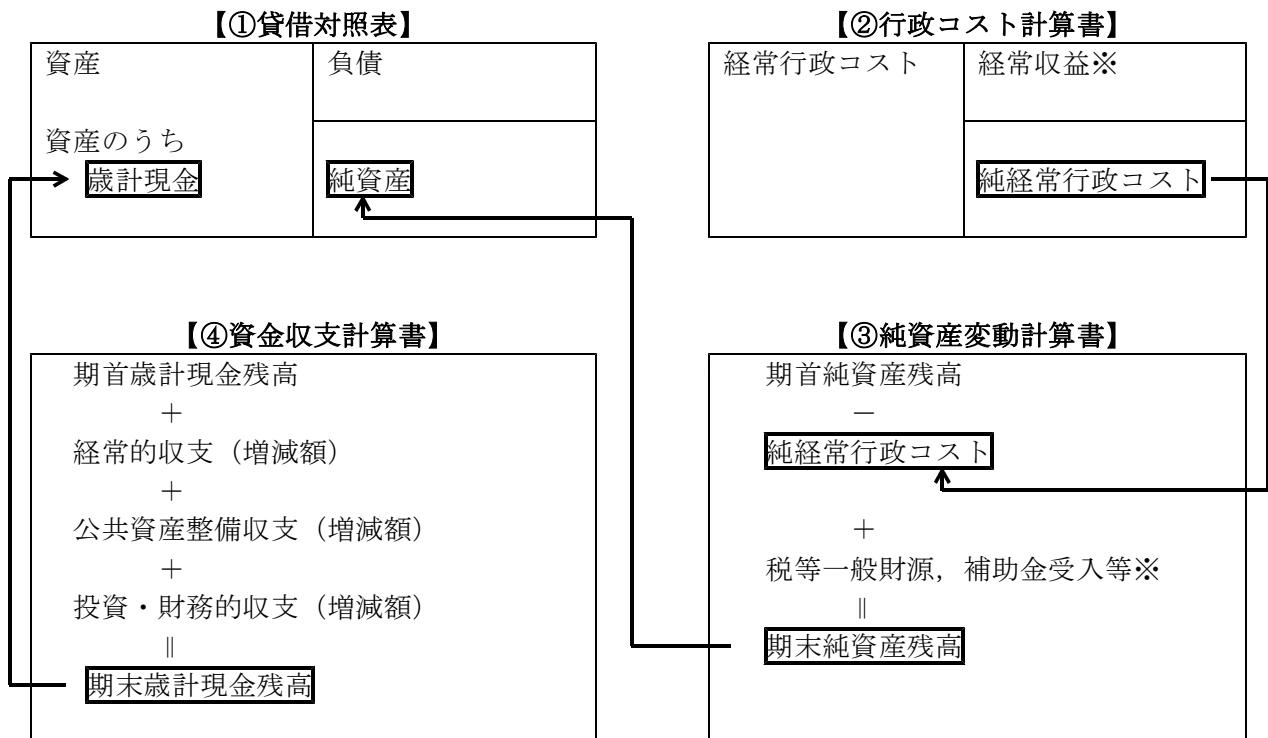 【①貸借対照表】
資産
負債
資産のうち
歳計現金
純資産
【②行政コスト計算書】
経常行政コスト
経常収益※
純経常行政コスト
【④資金収支計算書】
期首歳計現金残高
＋
経常的収支（増減額）
＋
公共資産整備収支（増減額）
＋
投資・財務的収支（増減額）
∥
期末歳計現金残高
【③純資産変動計算書】
期首純資産残高
－
純経常行政コスト
＋
税等一般財源，補助金受入等※
∥
期末純資産残高